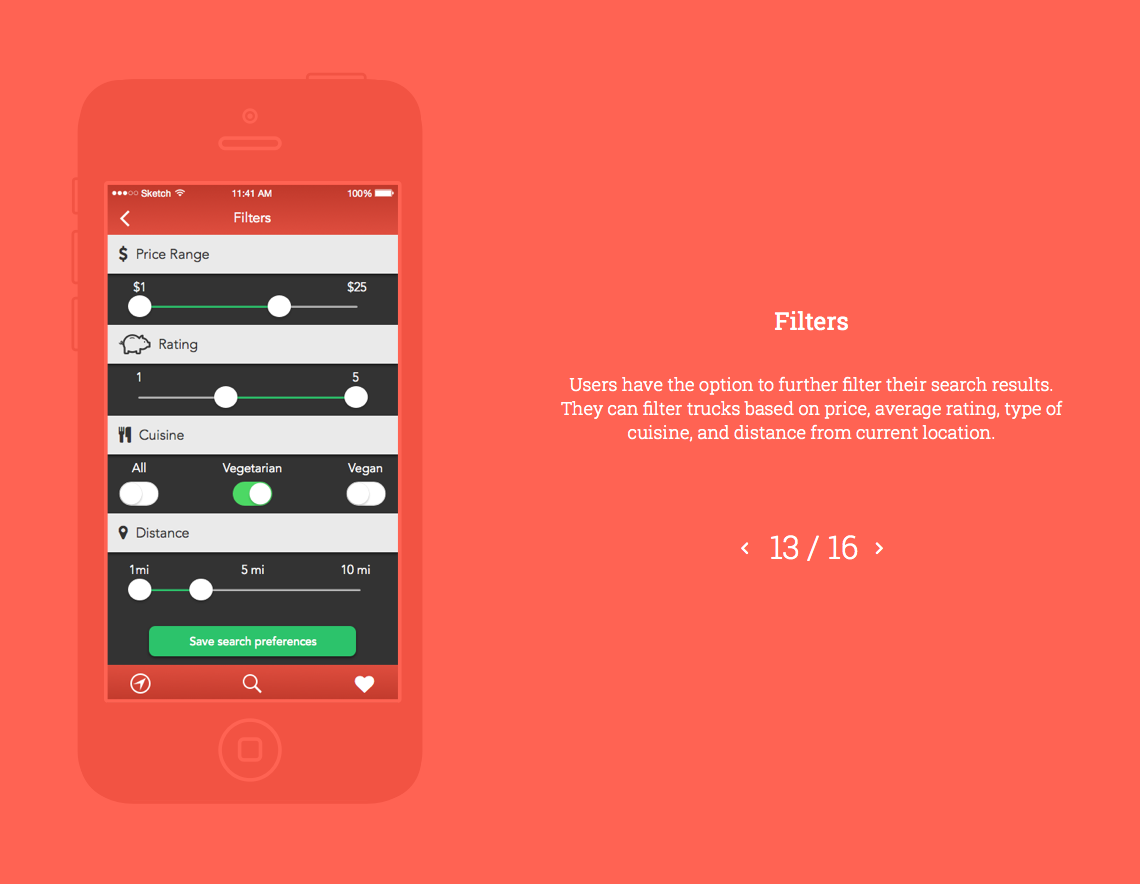 Sketch 11:41 AM 100%
Filters
$ Price Range
$1 $25
Rating
1 5
Cuisine
All Vegetarian Vegan
Distance
1mi 5 mi 10 mi
Save search preferences
Filters
Users have the option to further filter their search results.
They can filter trucks based on price, average rating, type of
cuisine, and distance from current location.
‹ 13 / 16 ›